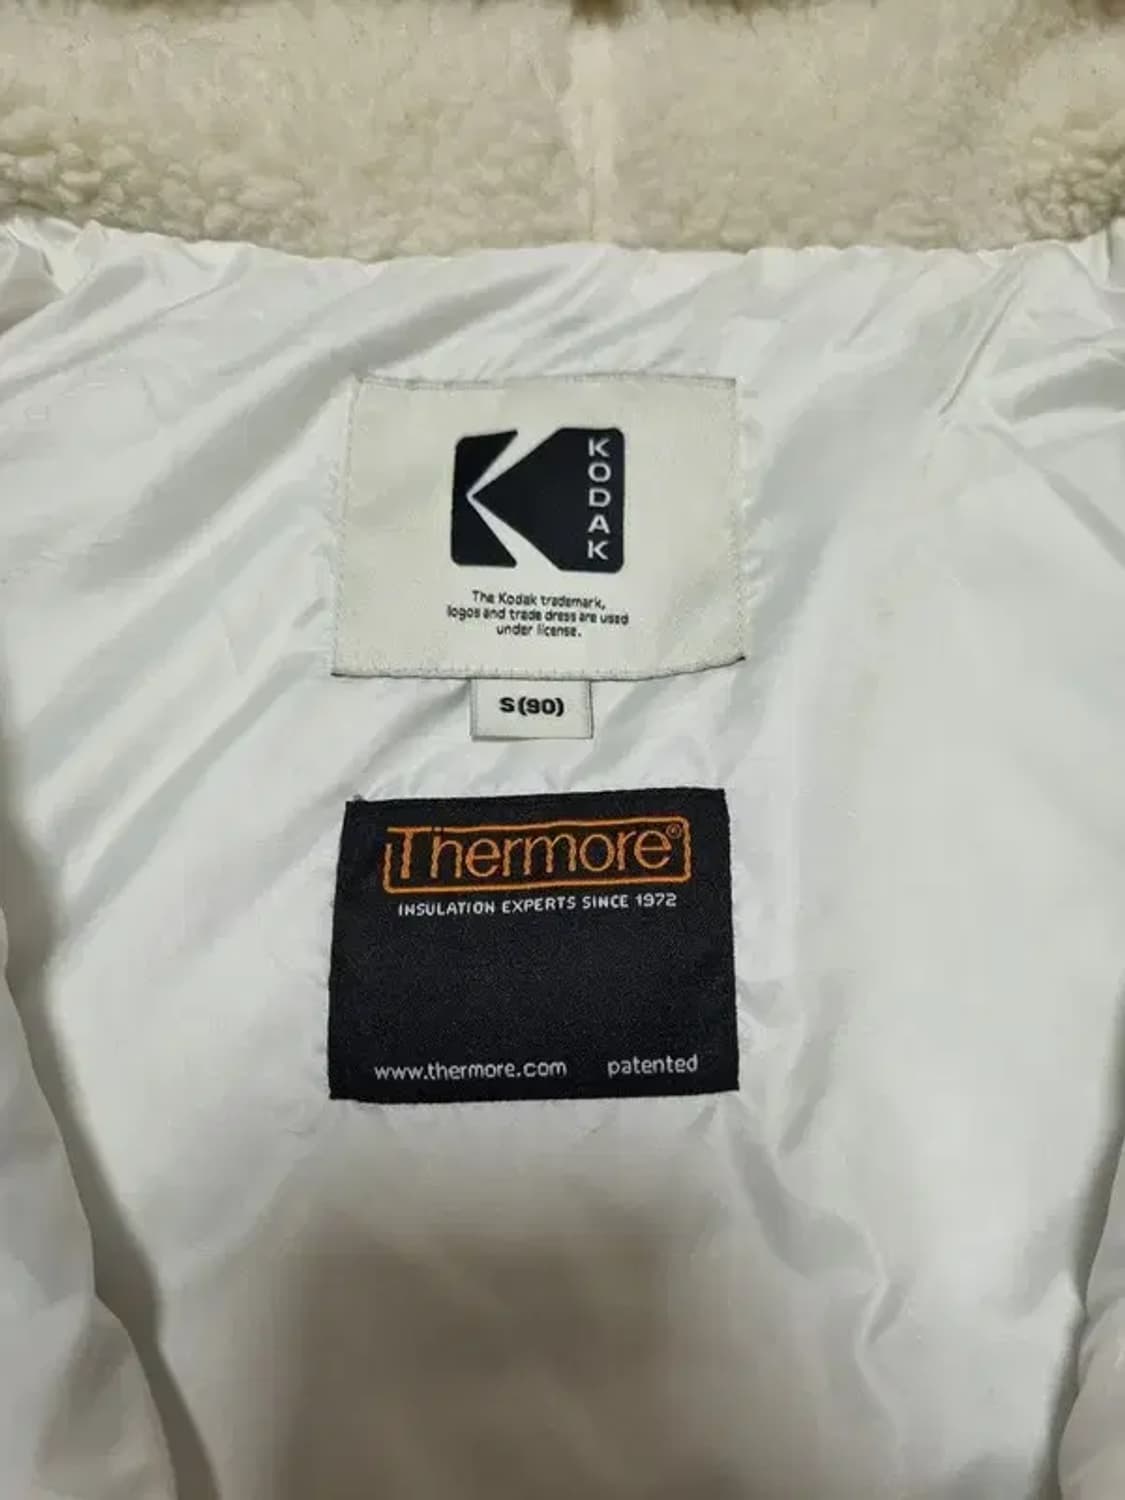 KODAK
The Kodak trademark,
logos and trade dress are used
under license.
S(90)
Thermore®
INSULATION EXPERTS SINCE 1972
www.thermore.com patented